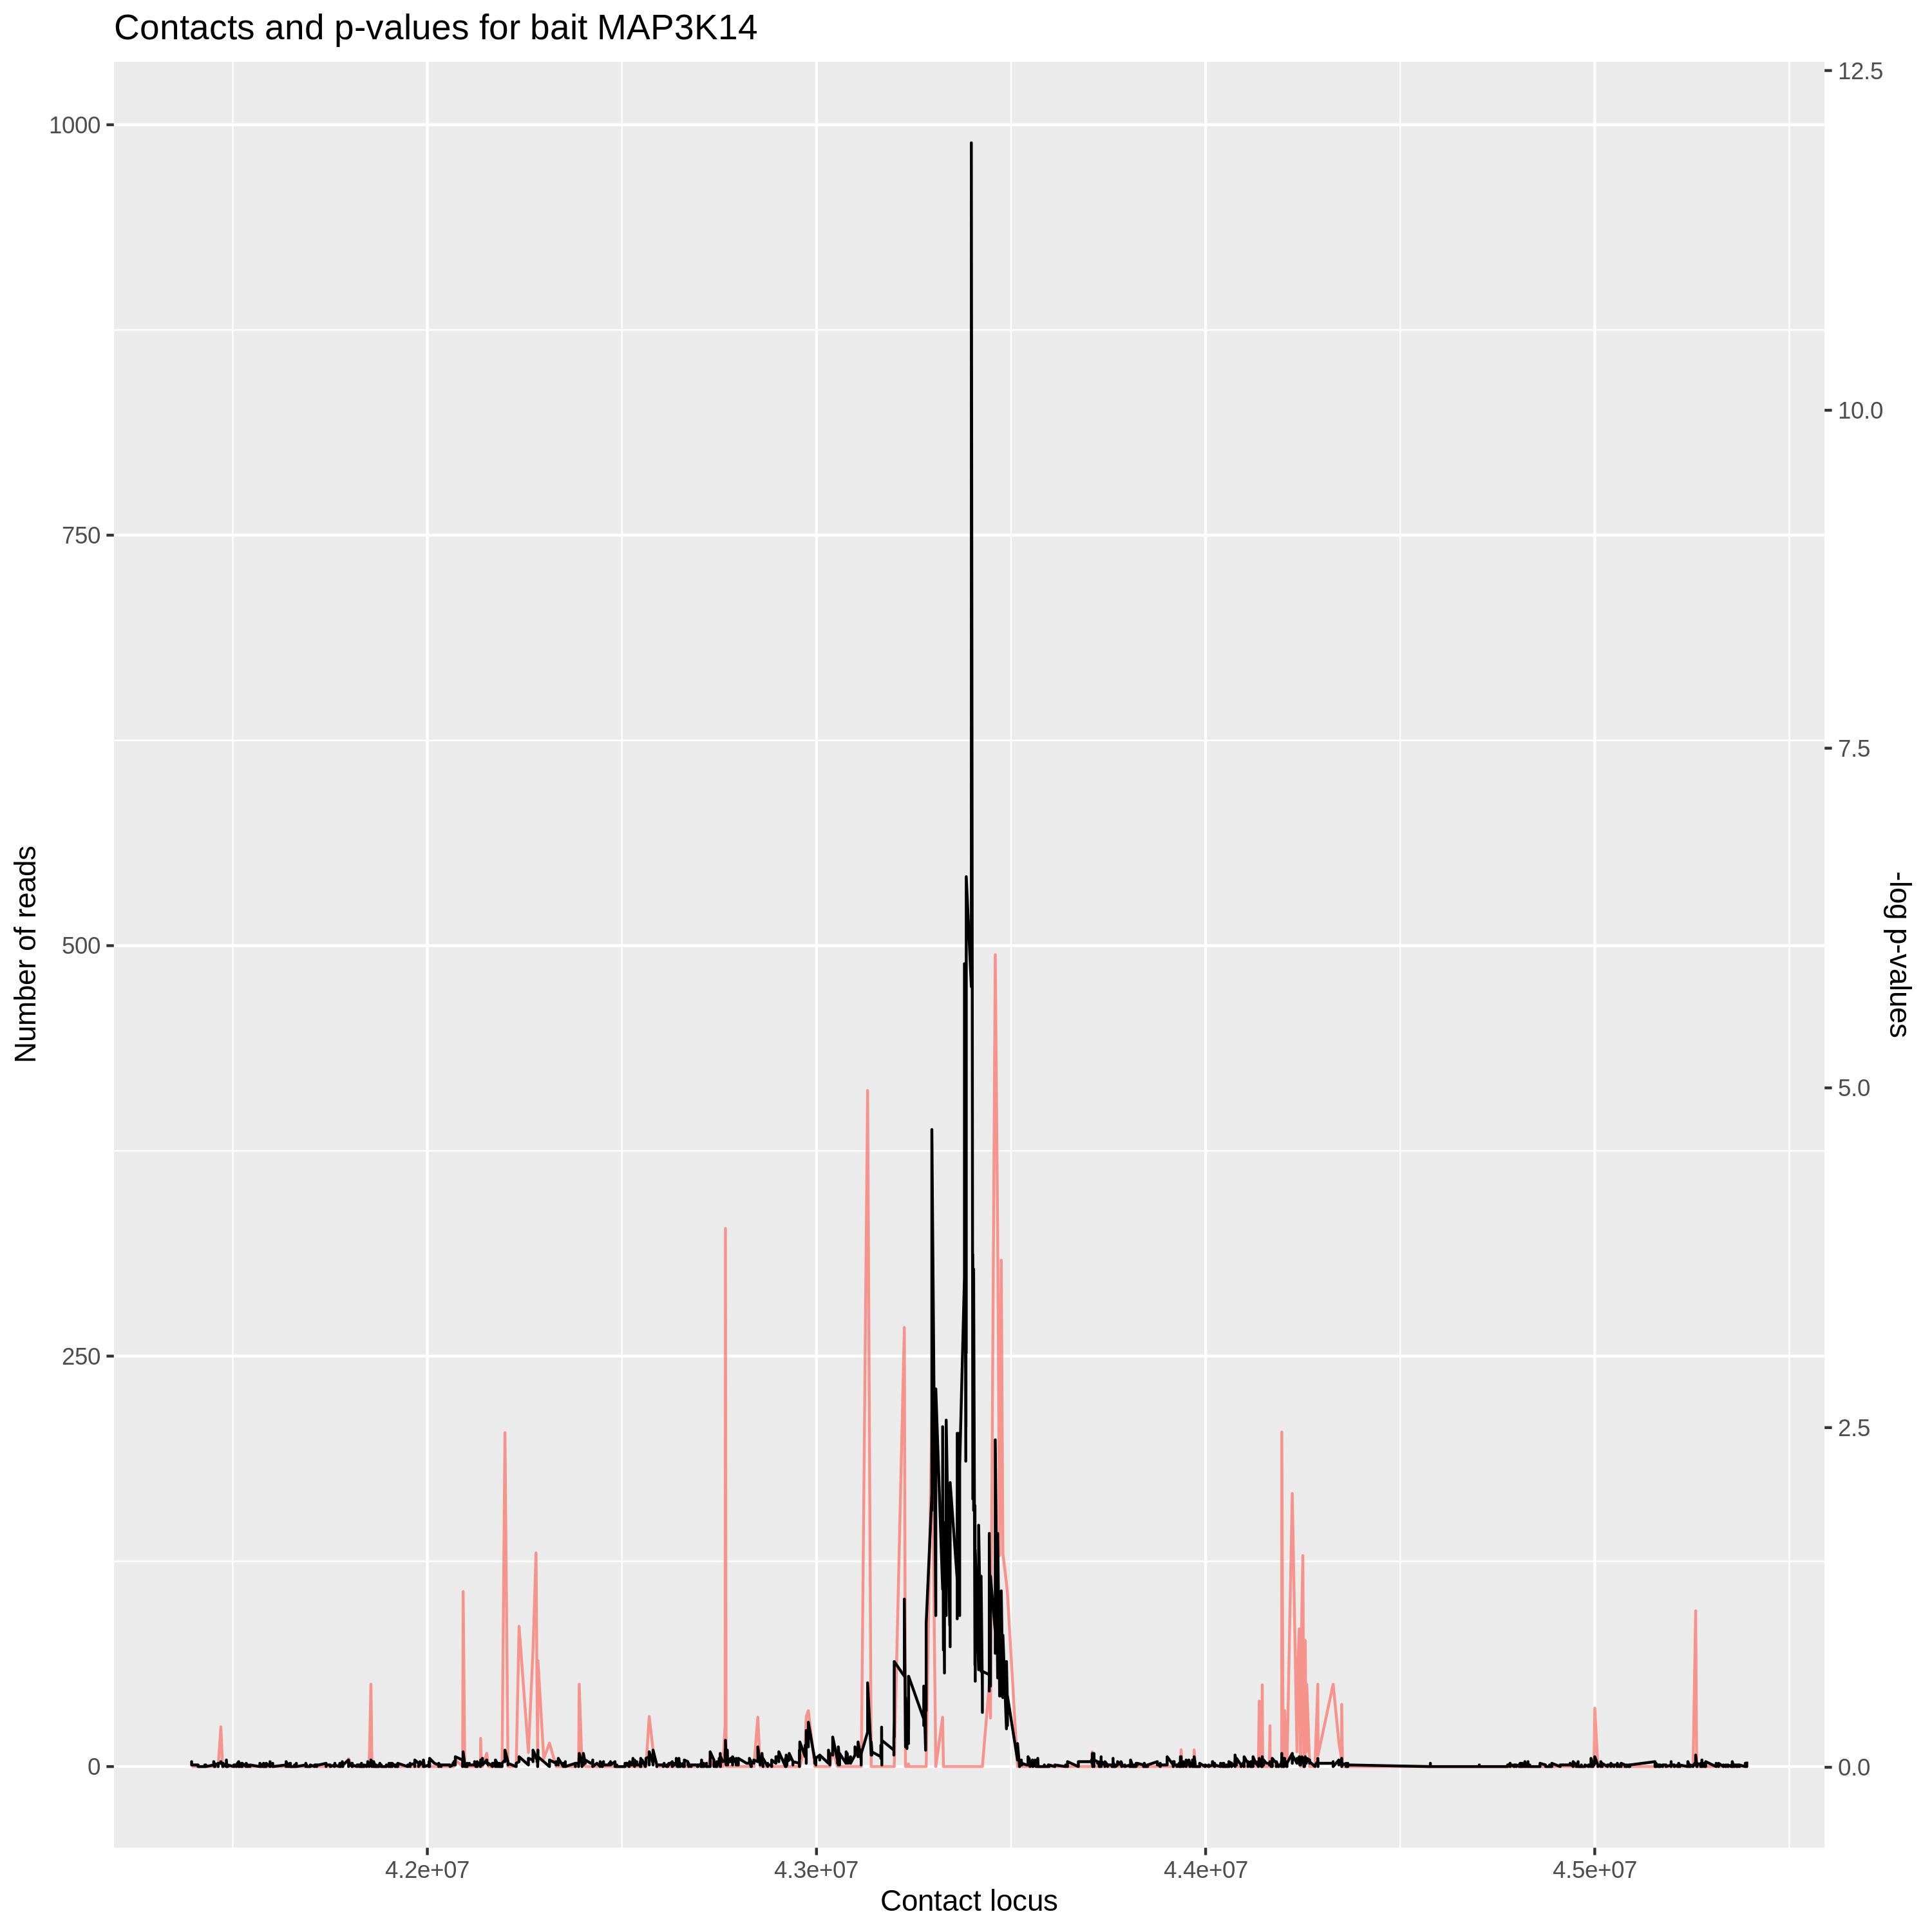 Contacts and p-values for bait MAP3K14
1000
750
500
250
0
Number of reads
12.5
10.0
7.5
5.0
2.5
0.0
-log p-values
4.2e+07
4.3e+07
4.4e+07
4.5e+07
Contact locus